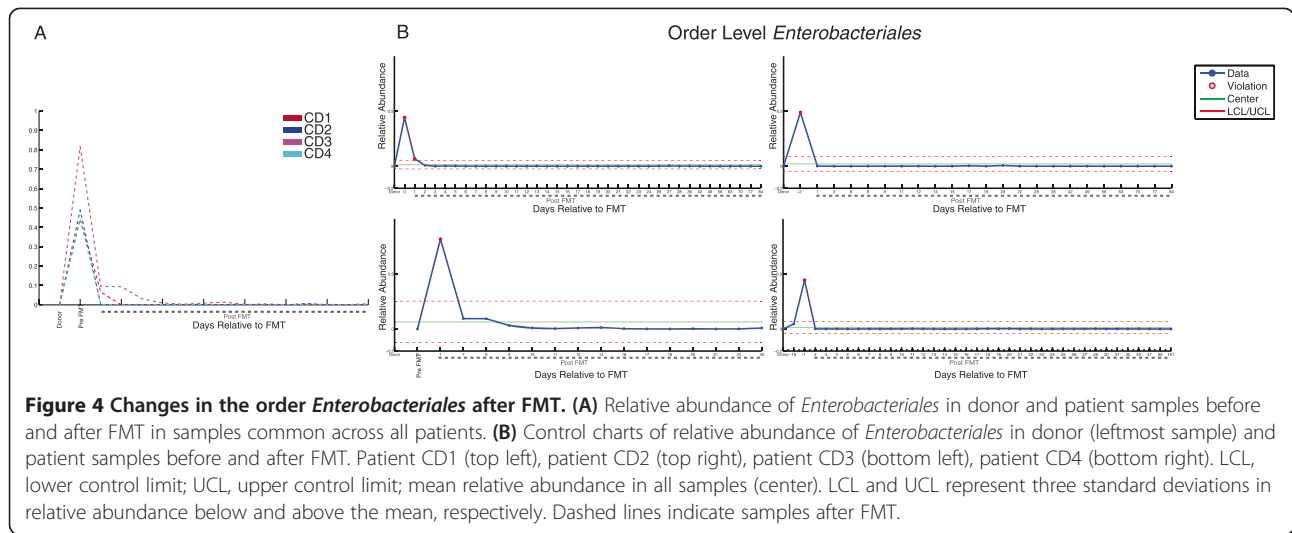 A
B
Order Level Enterobacteriales
1
0.9
0.8
0.7
0.6
0.5
0.4
0.3
0.2
0.1
0
CD1
CD2
CD3
CD4
Donor
Pre FMT
Post FMT
Days Relative to FMT
Relative Abundance
Post FMT
Days Relative to FMT
Relative Abundance
Post FMT
Days Relative to FMT
Data
Violation
Center
LCL/UCL
Relative Abundance
Pre FMT
Post FMT
Days Relative to FMT
Relative Abundance
Post FMT
Days Relative to FMT
Figure 4 Changes in the order Enterobacteriales after FMT. (A) Relative abundance of Enterobacteriales in donor and patient samples before
and after FMT in samples common across all patients. (B) Control charts of relative abundance of Enterobacteriales in donor (leftmost sample) and
patient samples before and after FMT. Patient CD1 (top left), patient CD2 (top right), patient CD3 (bottom left), patient CD4 (bottom right). LCL,
lower control limit; UCL, upper control limit; mean relative abundance in all samples (center). LCL and UCL represent three standard deviations in
relative abundance below and above the mean, respectively. Dashed lines indicate samples after FMT.